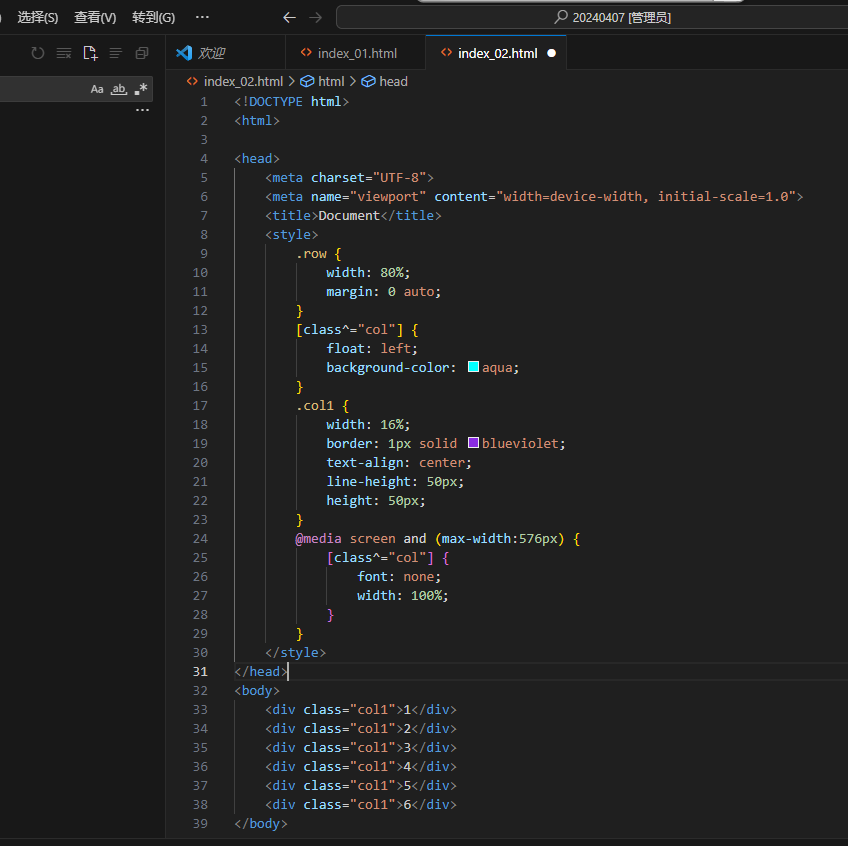 ) 选择(S) 查看(V) 转到(G) ··· ← → 20240407 [管理员]
欢迎 <> index_01.html <> index_02.html ●
Aa ab .*
<> index_02.html > html > head
···
1 <!DOCTYPE html>
2 <html>
3
4 <head>
5 <meta charset="UTF-8">
6 <meta name="viewport" content="width=device-width, initial-scale=1.0">
7 <title>Document</title>
8 <style>
9 .row {
10 width: 80%;
11 margin: 0 auto;
12 }
13 [class^="col"] {
14 float: left;
15 background-color: aqua;
16 }
17 .col1 {
18 width: 16%;
19 border: 1px solid blueviolet;
20 text-align: center;
21 line-height: 50px;
22 height: 50px;
23 }
24 @media screen and (max-width:576px) {
25 [class^="col"] {
26 font: none;
27 width: 100%;
28 }
29 }
30 </style>
31 </head>
32 <body>
33 <div class="col1">1</div>
34 <div class="col1">2</div>
35 <div class="col1">3</div>
36 <div class="col1">4</div>
37 <div class="col1">5</div>
38 <div class="col1">6</div>
39 </body>